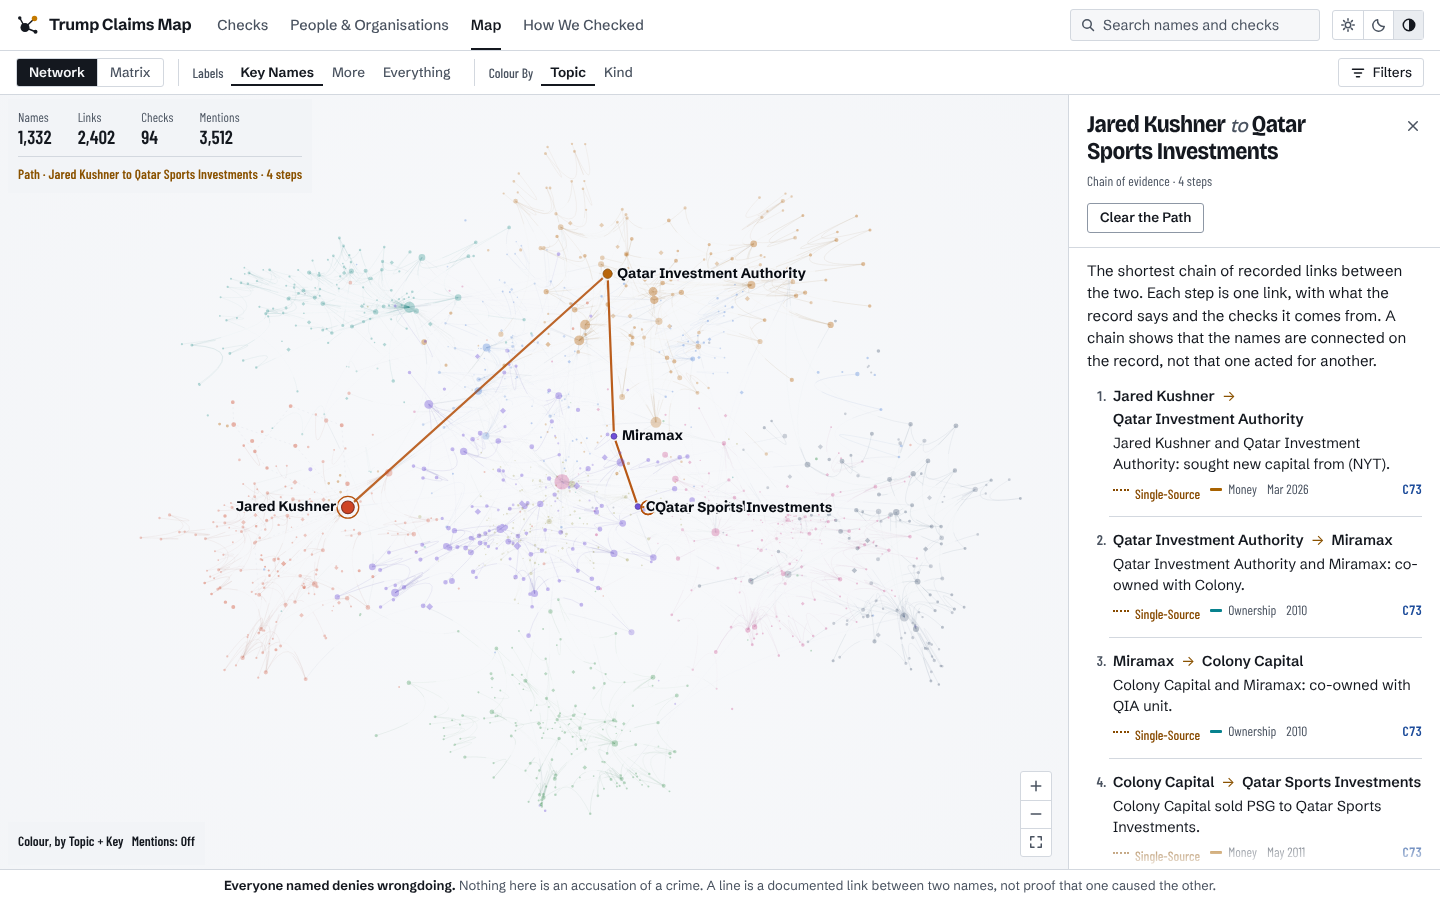 Trump Claims Map
Checks
People & Organisations
Map
How We Checked
Search names and checks
Network
Matrix
Labels
Key Names
More
Everything
Colour By
Topic
Kind
Filters
Names
Links
Checks
Mentions
1,332
2,402
94
3,512
Path · Jared Kushner to Qatar Sports Investments · 4 steps
Qatar Investment Authority
Miramax
Jared Kushner
Qatar Sports Investments
Colour, by Topic + Key
Mentions: Off
Jared Kushner to Qatar
Sports Investments
Chain of evidence · 4 steps
Clear the Path
The shortest chain of recorded links between
the two. Each step is one link, with what the
record says and the checks it comes from. A
chain shows that the names are connected on
the record, not that one acted for another.
1. Jared Kushner →
Qatar Investment Authority
Jared Kushner and Qatar Investment
Authority: sought new capital from (NYT).
Single-Source Money Mar 2026 C73
2. Qatar Investment Authority → Miramax
Qatar Investment Authority and Miramax: co-
owned with Colony.
Single-Source Ownership 2010 C73
3. Miramax → Colony Capital
Colony Capital and Miramax: co-owned with
QIA unit.
Single-Source Ownership 2010 C73
4. Colony Capital → Qatar Sports Investments
Colony Capital sold PSG to Qatar Sports
Investments.
Single-Source Money May 2011 C73
Everyone named denies wrongdoing. Nothing here is an accusation of a crime. A line is a documented link between two names, not proof that one caused the other.